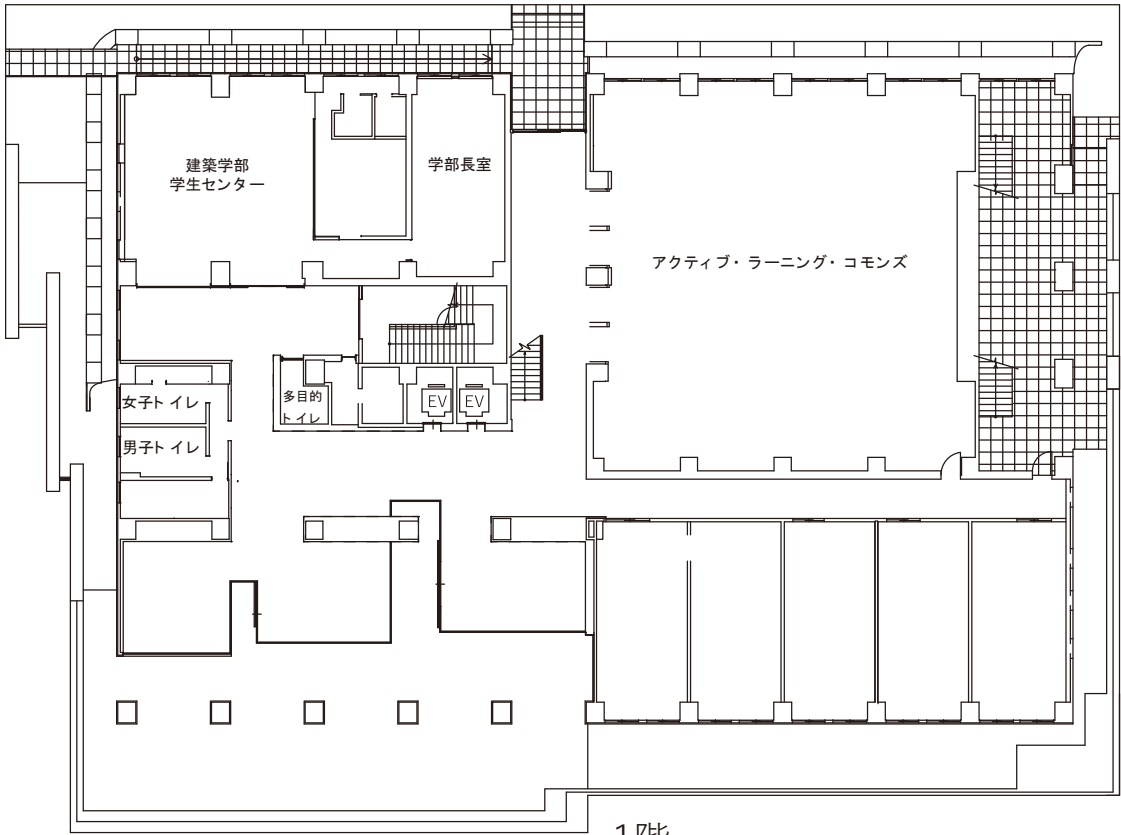 建築学部
学生センター
学部長室
アクティブ・ラーニング・コモンズ
多目的
トイレ
EV
EV
女子トイレ
男子トイレ
1階